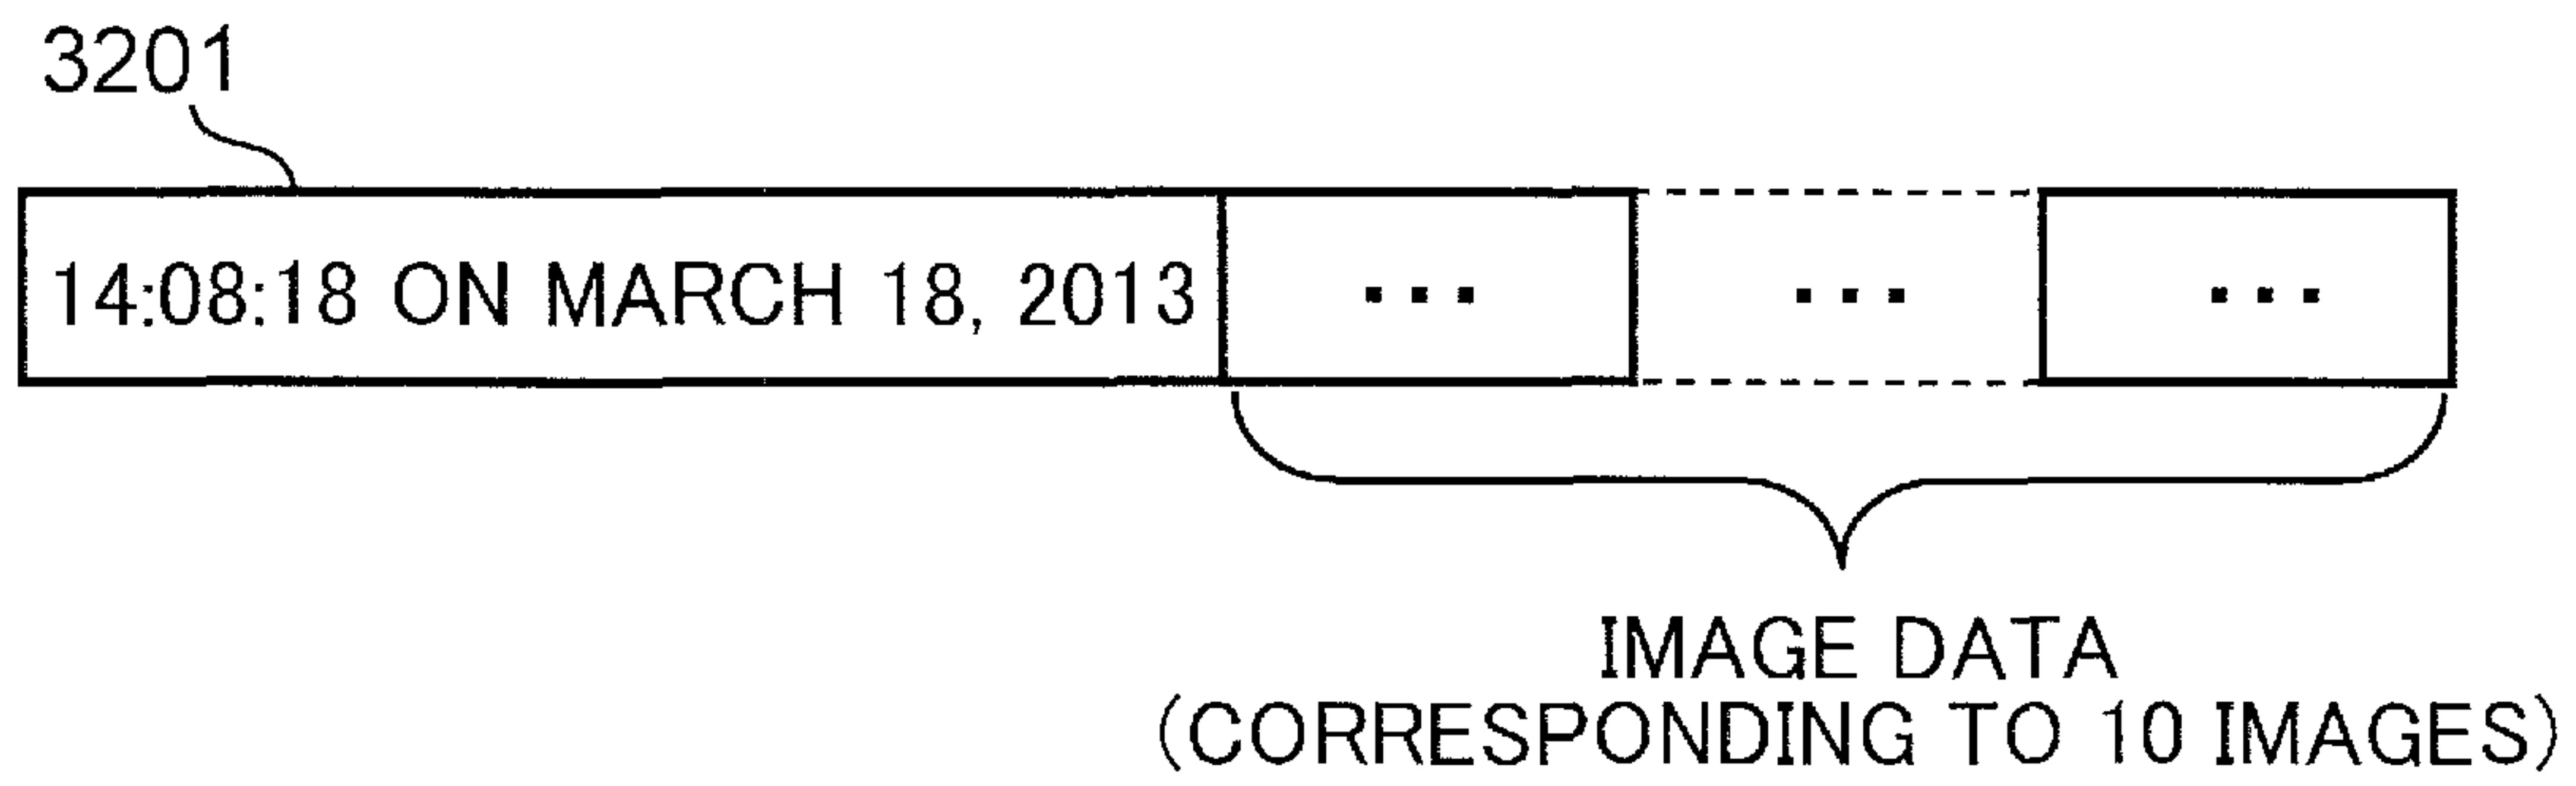 3201
14:08:18 ON MARCH 18, 2013 ... ... ...
IMAGE DATA
(CORRESPONDING TO 10 IMAGES)